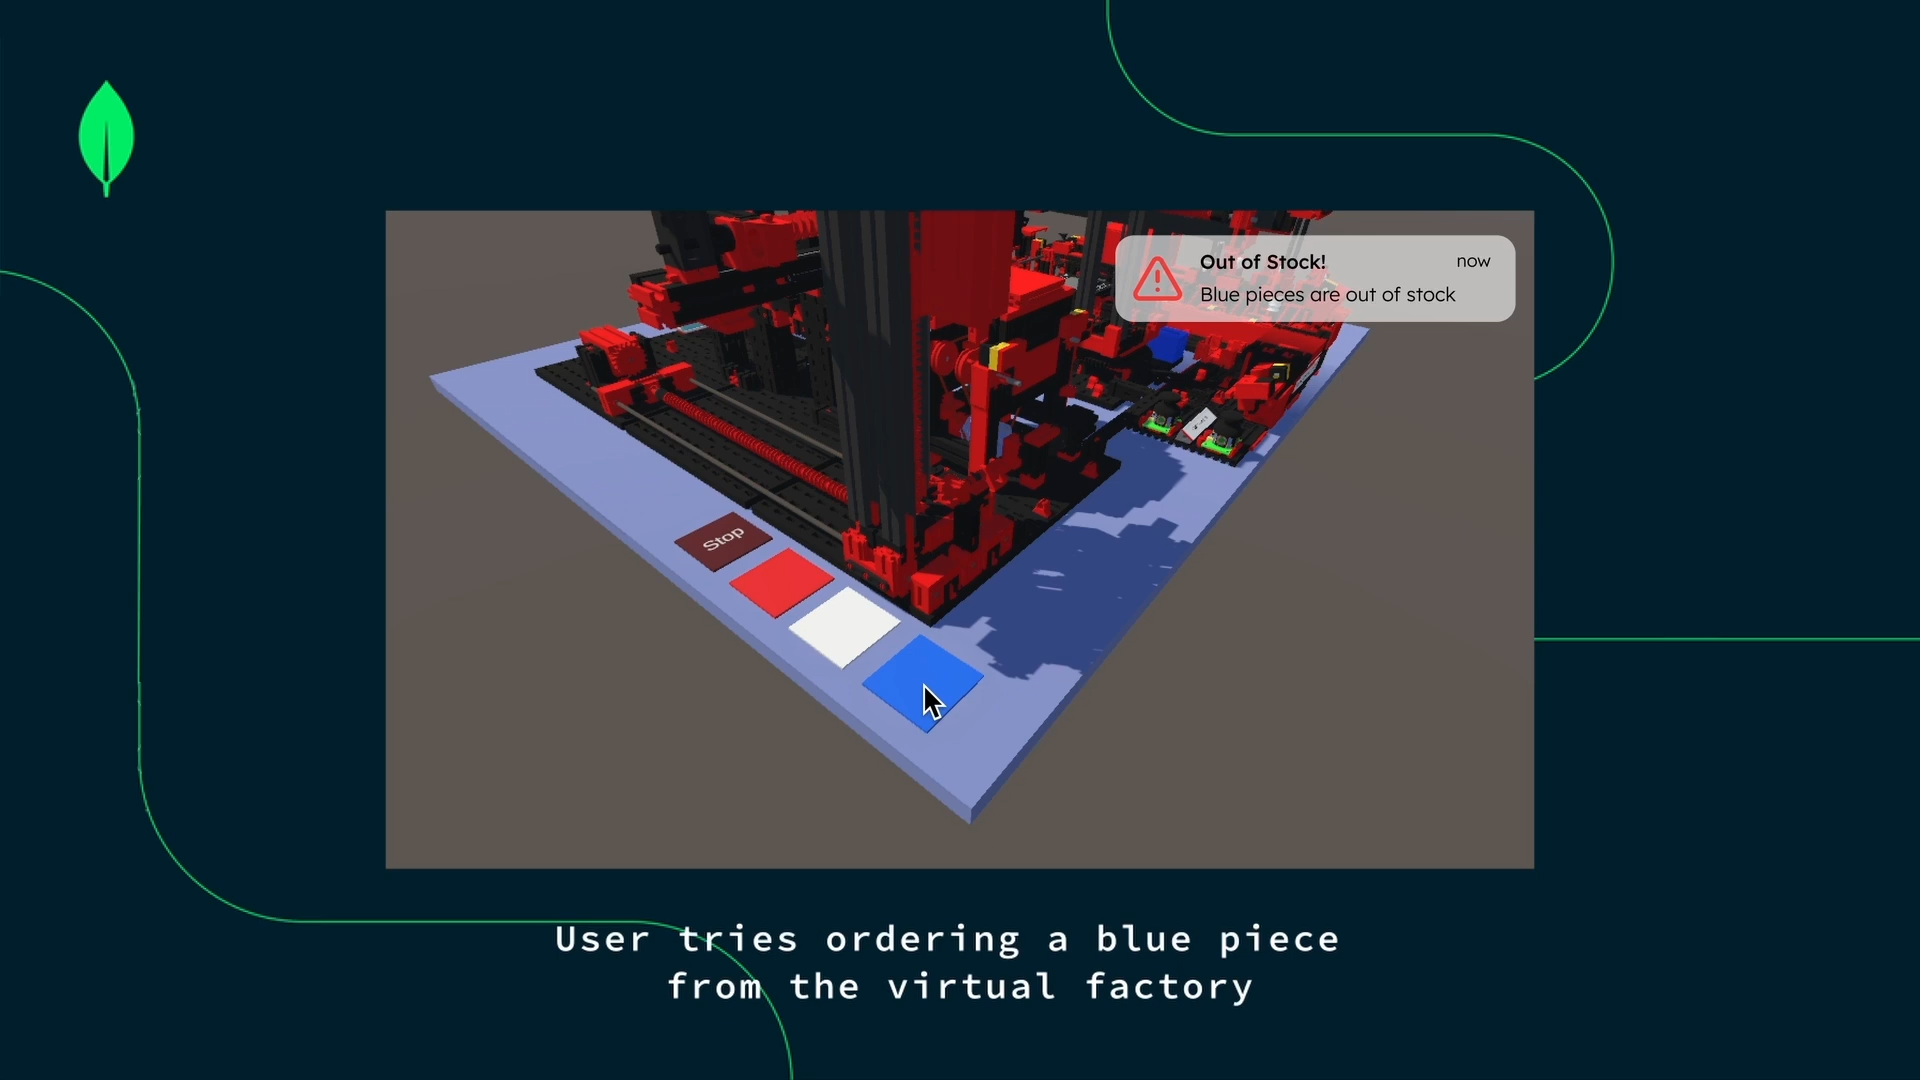 Out of Stock!
now
Blue pieces are out of stock
Stop
User tries ordering a blue piece
from the virtual factory